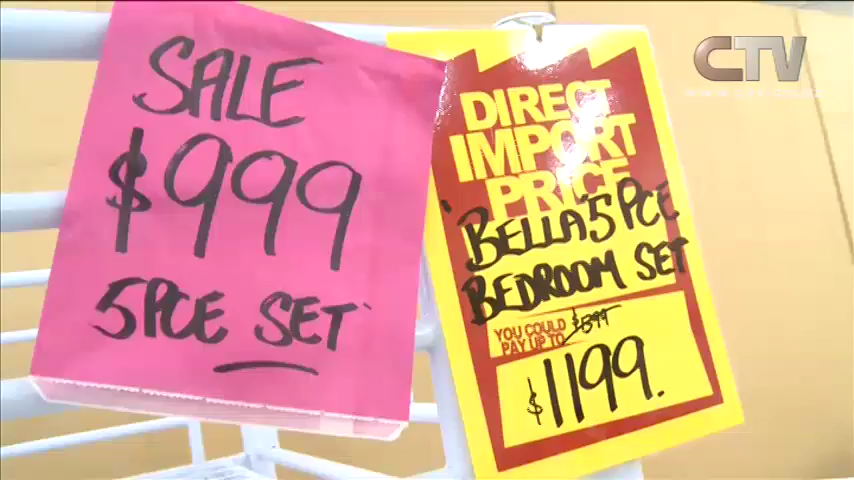 SALE
$999
5PCE SET
DIRECT
IMPORT
PRICE
'BELLA' 5PCE
BEDROOM SET
YOU COULD
PAY UP TO
$1199.
CTV